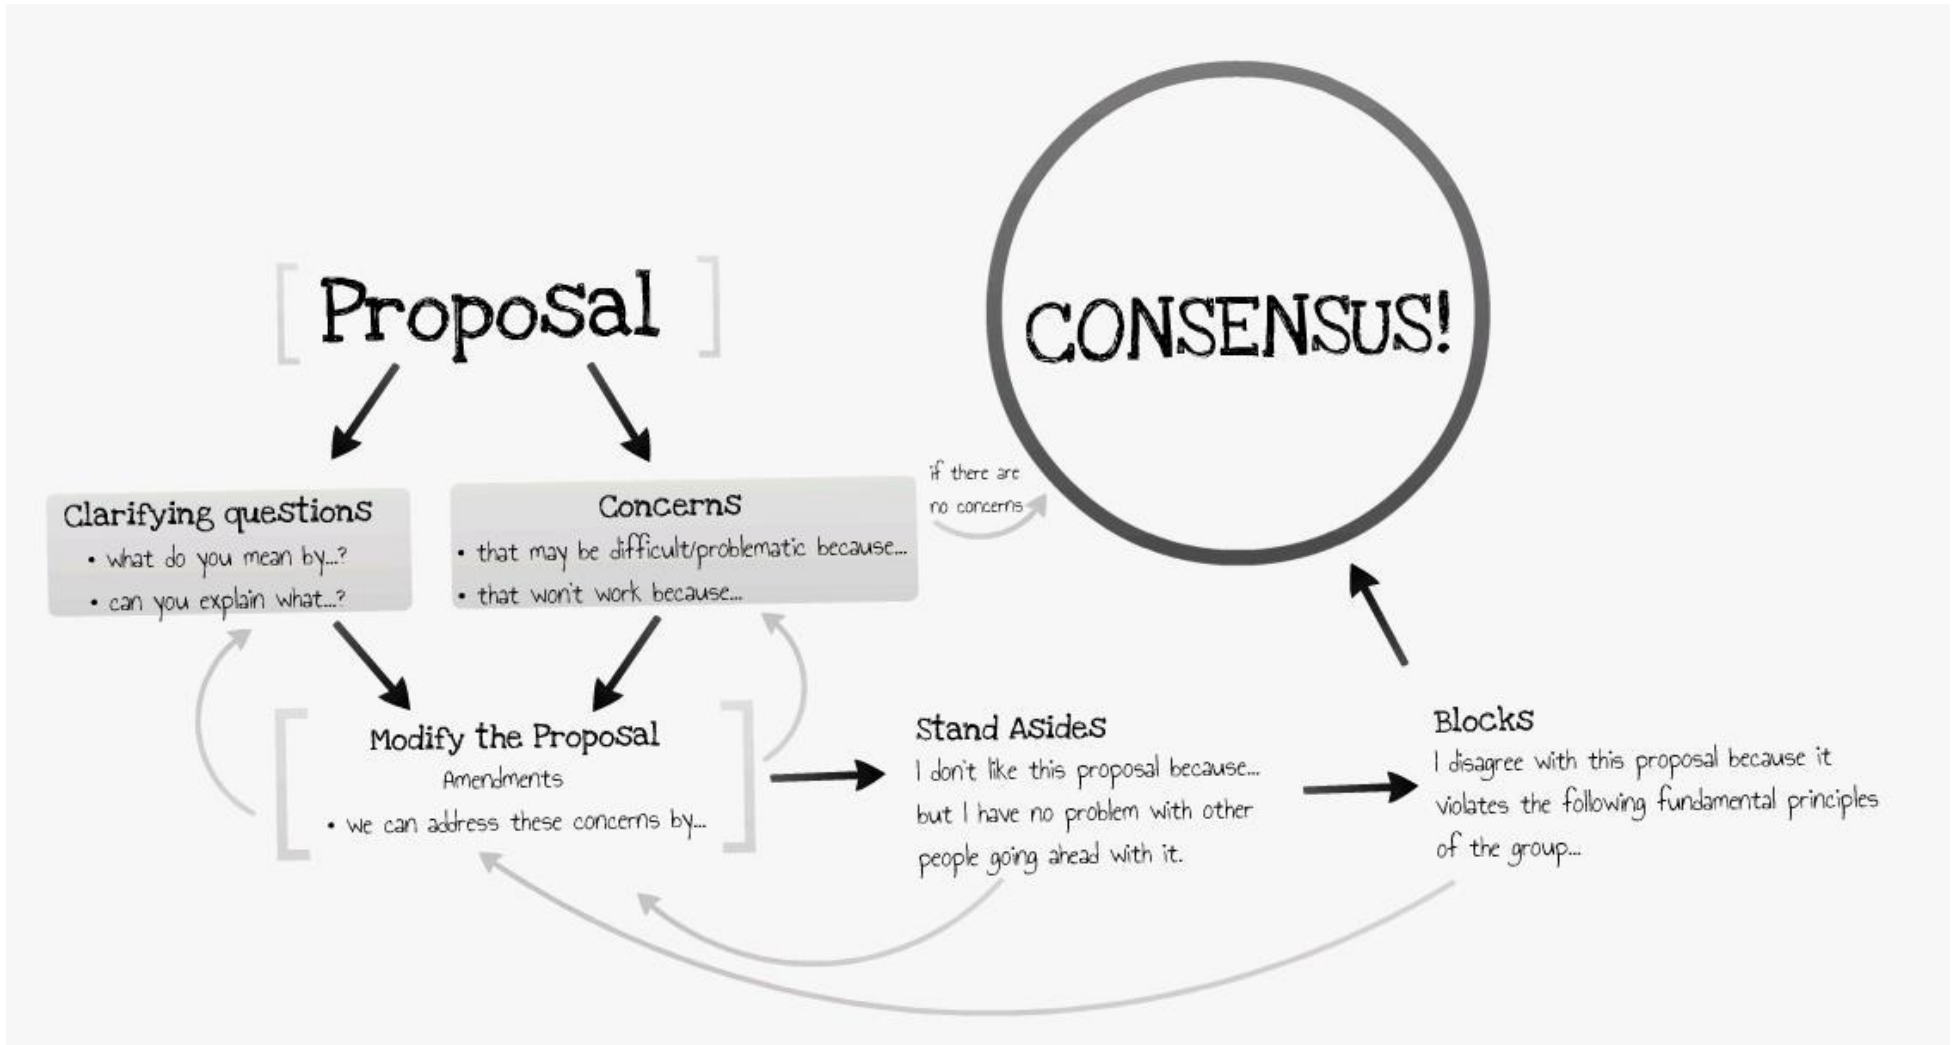 Proposal
CONSENSUS!
Clarifying questions
• what do you mean by...?
• can you explain what...?
Concerns
• that may be difficult/problematic because...
• that won't work because...
if there are
no concerns
Modify the Proposal
Amendments
• we can address these concerns by...
Stand Asides
I don't like this proposal because...
but I have no problem with other
people going ahead with it.
Blocks
I disagree with this proposal because it
violates the following fundamental principles
of the group...